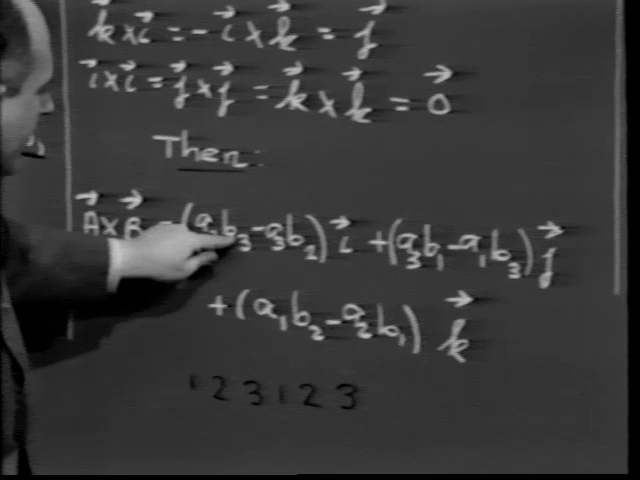 k⃗ x i⃗ = - i⃗ x k⃗ = j⃗
i⃗ x i⃗ = j⃗ x j⃗ = k⃗ x k⃗ = 0⃗
Then:
A⃗ x B⃗ = (a₂b₃ - a₃b₂) i⃗ + (a₃b₁ - a₁b₃) j⃗
+ (a₁b₂ - a₂b₁) k⃗
1 2 3 1 2 3